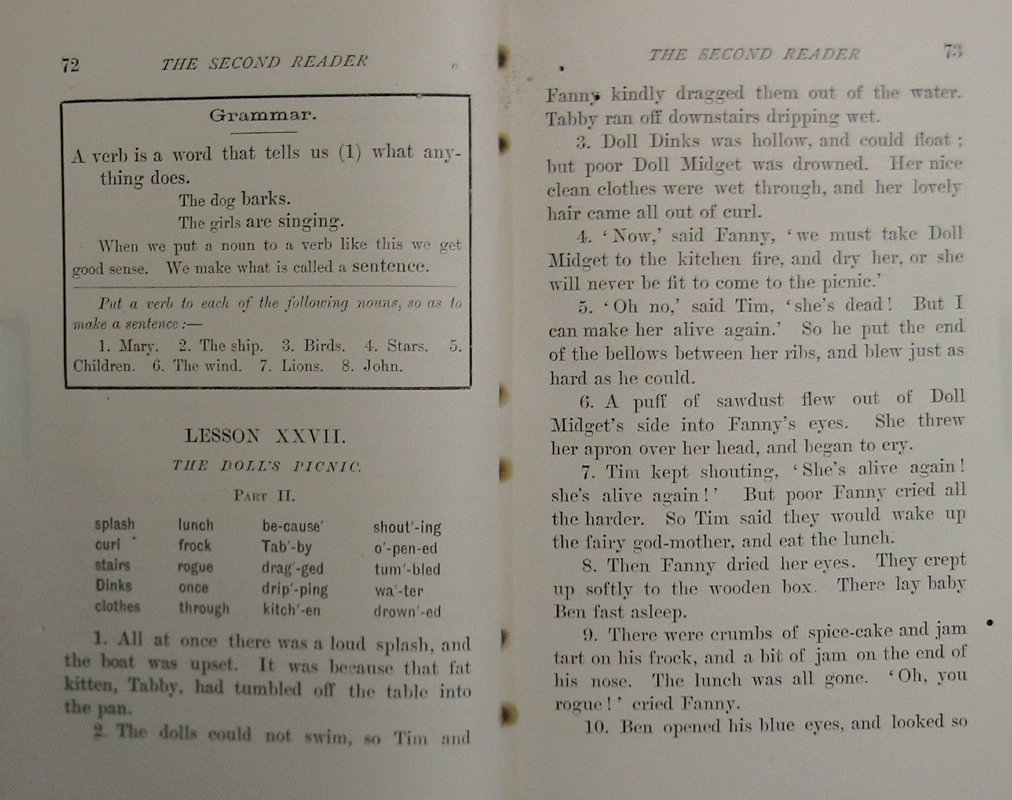 72 THE SECOND READER
Grammar.
A verb is a word that tells us (1) what any-
thing does.
The dog barks.
The girls are singing.
When we put a noun to a verb like this we get
good sense. We make what is called a sentence.
Put a verb to each of the following nouns, so as to
make a sentence :—
1. Mary. 2. The ship. 3. Birds. 4. Stars. 5.
Children. 6. The wind. 7. Lions. 8. John.
LESSON XXVII.
THE DOLL'S PICNIC.
PART II.
splash lunch be-cause' shout'-ing
curl frock Tab'-by o'-pen-ed
stairs rogue drag'-ged tum'-bled
Dinks once drip'-ping wa'-ter
clothes through kitch'-en drown'-ed
1. All at once there was a loud splash, and
the boat was upset. It was because that fat
kitten, Tabby, had tumbled off the table into
the pan.
2. The dolls could not swim, so Tim and
THE SECOND READER 73
Fanny kindly dragged them out of the water.
Tabby ran off downstairs dripping wet.
3. Doll Dinks was hollow, and could float ;
but poor Doll Midget was drowned. Her nice
clean clothes were wet through, and her lovely
hair came all out of curl.
4. ‘Now,’ said Fanny, ‘we must take Doll
Midget to the kitchen fire, and dry her, or she
will never be fit to come to the picnic.’
5. ‘Oh no,’ said Tim, ‘she's dead! But I
can make her alive again.’ So he put the end
of the bellows between her ribs, and blew just as
hard as he could.
6. A puff of sawdust flew out of Doll
Midget's side into Fanny's eyes. She threw
her apron over her head, and began to cry.
7. Tim kept shouting, ‘She's alive again!
she's alive again!’ But poor Fanny cried all
the harder. So Tim said they would wake up
the fairy god-mother, and eat the lunch.
8. Then Fanny dried her eyes. They crept
up softly to the wooden box. There lay baby
Ben fast asleep.
9. There were crumbs of spice-cake and jam
tart on his frock, and a bit of jam on the end of
his nose. The lunch was all gone. ‘Oh, you
rogue!’ cried Fanny.
10. Ben opened his blue eyes, and looked so